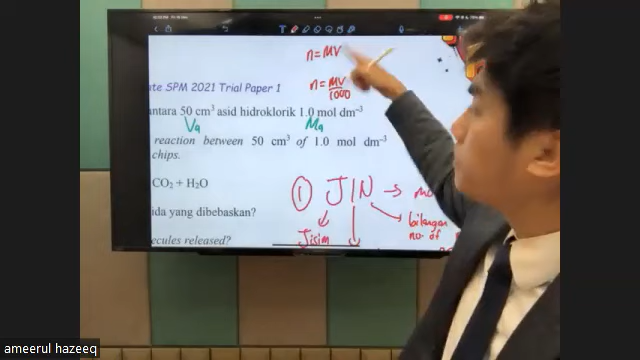 n=MV
n=MV
1000
ute SPM 2021 Trial Paper 1
antara 50 cm³ asid hidroklorik 1.0 mol dm⁻³
Va Ma
reaction between 50 cm³ of 1.0 mol dm⁻³
chips.
CO₂ + H₂O
① JIN →
ida yang dibebaskan?
bilangan
no. of
Jisim
ecules released?
ameerul hazeeq